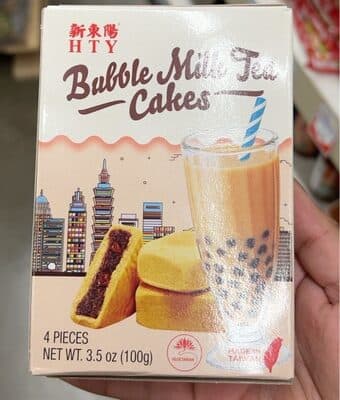 新東陽
HTY
Bubble Milk Tea
Cakes
4 PIECES
NET WT. 3.5 oz (100g)
VEGETARIAN
MADE IN
TAIWAN